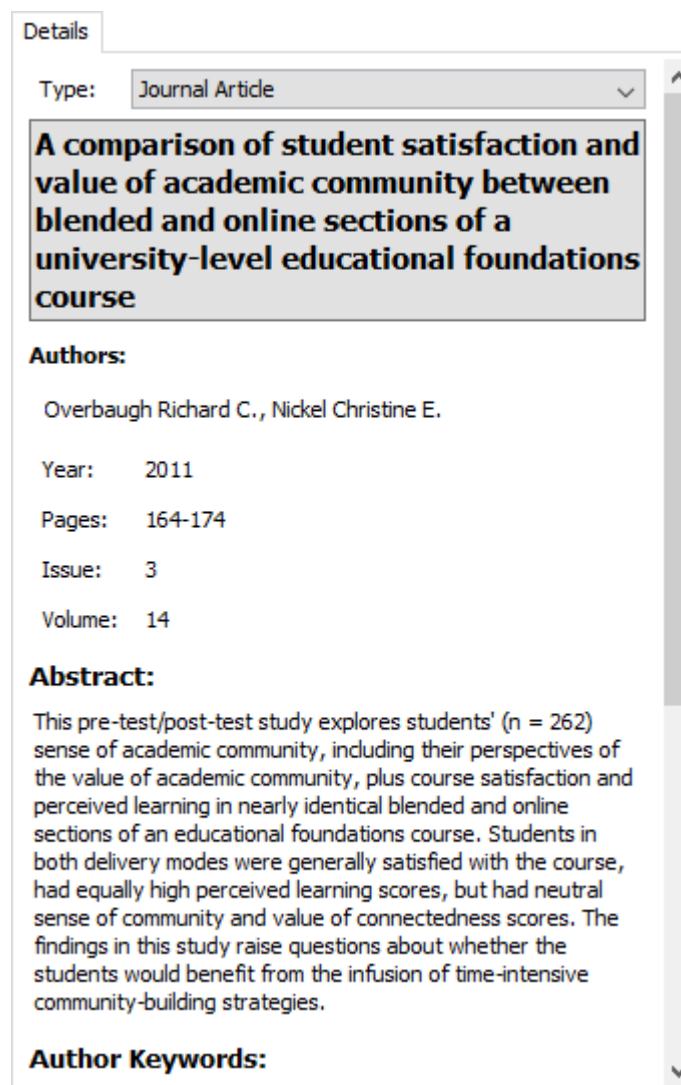 Details
Type: Journal Article
A comparison of student satisfaction and
value of academic community between
blended and online sections of a
university-level educational foundations
course
Authors:
Overbaugh Richard C., Nickel Christine E.
Year: 2011
Pages: 164-174
Issue: 3
Volume: 14
Abstract:
This pre-test/post-test study explores students' (n = 262)
sense of academic community, including their perspectives of
the value of academic community, plus course satisfaction and
perceived learning in nearly identical blended and online
sections of an educational foundations course. Students in
both delivery modes were generally satisfied with the course,
had equally high perceived learning scores, but had neutral
sense of community and value of connectedness scores. The
findings in this study raise questions about whether the
students would benefit from the infusion of time-intensive
community-building strategies.
Author Keywords: